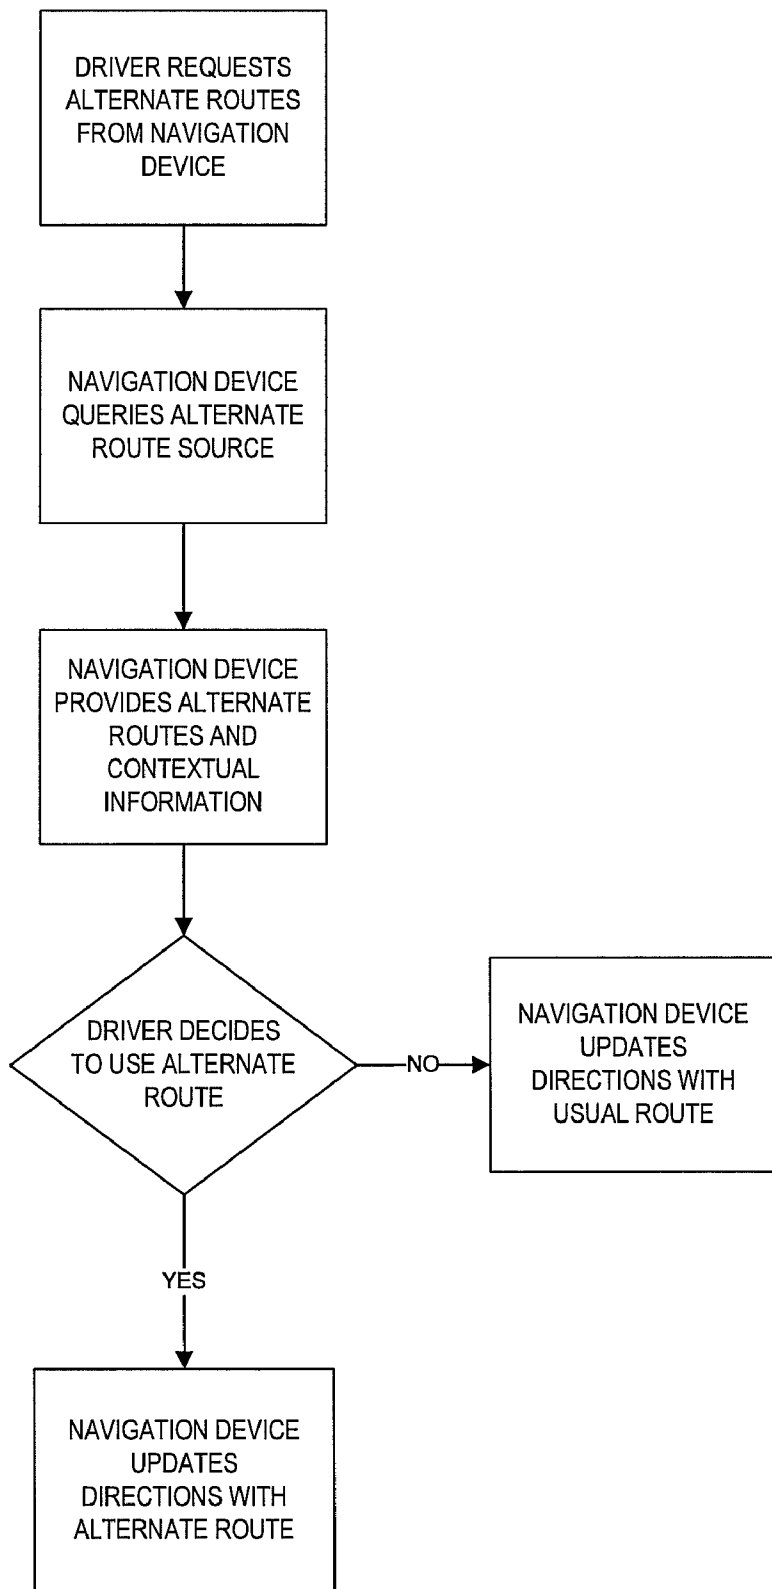 DRIVER REQUESTS
ALTERNATE ROUTES
FROM NAVIGATION
DEVICE
NAVIGATION DEVICE
QUERIES ALTERNATE
ROUTE SOURCE
NAVIGATION DEVICE
PROVIDES ALTERNATE
ROUTES AND
CONTEXTUAL
INFORMATION
DRIVER DECIDES
TO USE ALTERNATE
ROUTE
NO
NAVIGATION DEVICE
UPDATES
DIRECTIONS WITH
USUAL ROUTE
YES
NAVIGATION DEVICE
UPDATES
DIRECTIONS WITH
ALTERNATE ROUTE